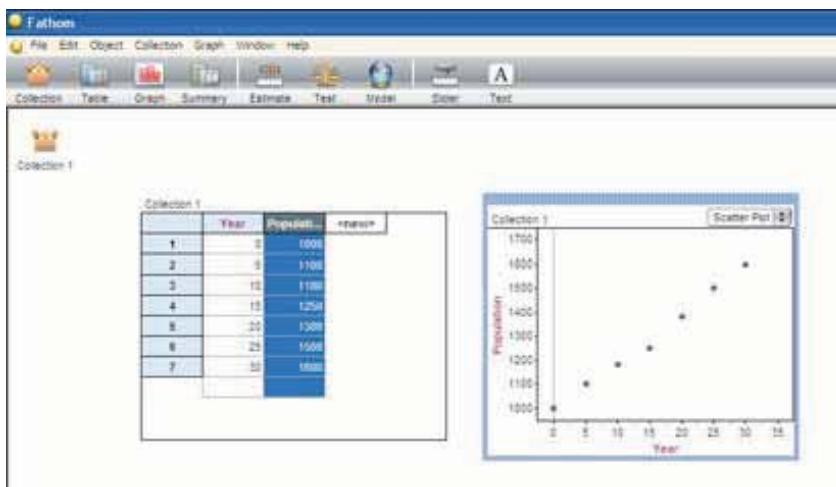 Fathom
File Edit Object Collection Graph Window Help
Collection Table Graph Summary Estimate Test Model Slider Text
Collection 1
Collection 1
Year Populati... <new>
1 0 1000
2 5 1100
3 10
4 15 1250
5 20
6 25 1500
7 30 1600
Collection 1 Scatter Plot
1700
1600
1500
1400
1300
1200
1100
1000
Population
0 5 10 15 20 25 30 35
Year